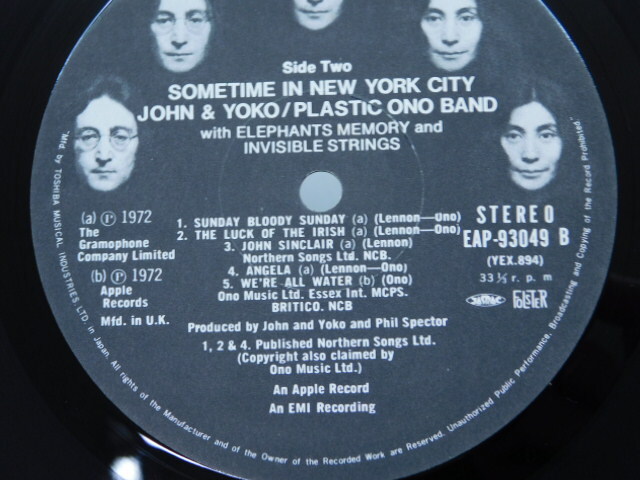 Side Two
SOMETIME IN NEW YORK CITY
JOHN & YOKO/PLASTIC ONO BAND
with ELEPHANTS MEMORY and
INVISIBLE STRINGS
(a) Ⓟ 1972
The
Gramophone
Company Limited
(b) Ⓟ 1972
Apple
Records
Mfd. in U.K.
1. SUNDAY BLOODY SUNDAY (a) (Lennon—Ono)
2. THE LUCK OF THE IRISH (a) (Lennon—Ono)
3. JOHN SINCLAIR (a) (Lennon)
Northern Songs Ltd. NCB.
4. ANGELA (a) (Lennon—Ono)
5. WE'RE ALL WATER (b) (Ono)
Ono Music Ltd. Essex Int. MCPS.
BRITICO. NCB
STEREO
EAP-93049 B
(YEX.894)
33⅓ r. p. m
JASRAC
Produced by John and Yoko and Phil Spector
1, 2 & 4. Published Northern Songs Ltd.
(Copyright also claimed by
Ono Music Ltd.)
An Apple Record
An EMI Recording
Mfd by TOSHIBA MUSICAL INDUSTRIES LTD. in Japan. All rights of the Manufacturer and of the Owner of the Recorded Work are Reserved. Unauthorized Public Performance, Broadcasting and Copying of the Record Prohibited.